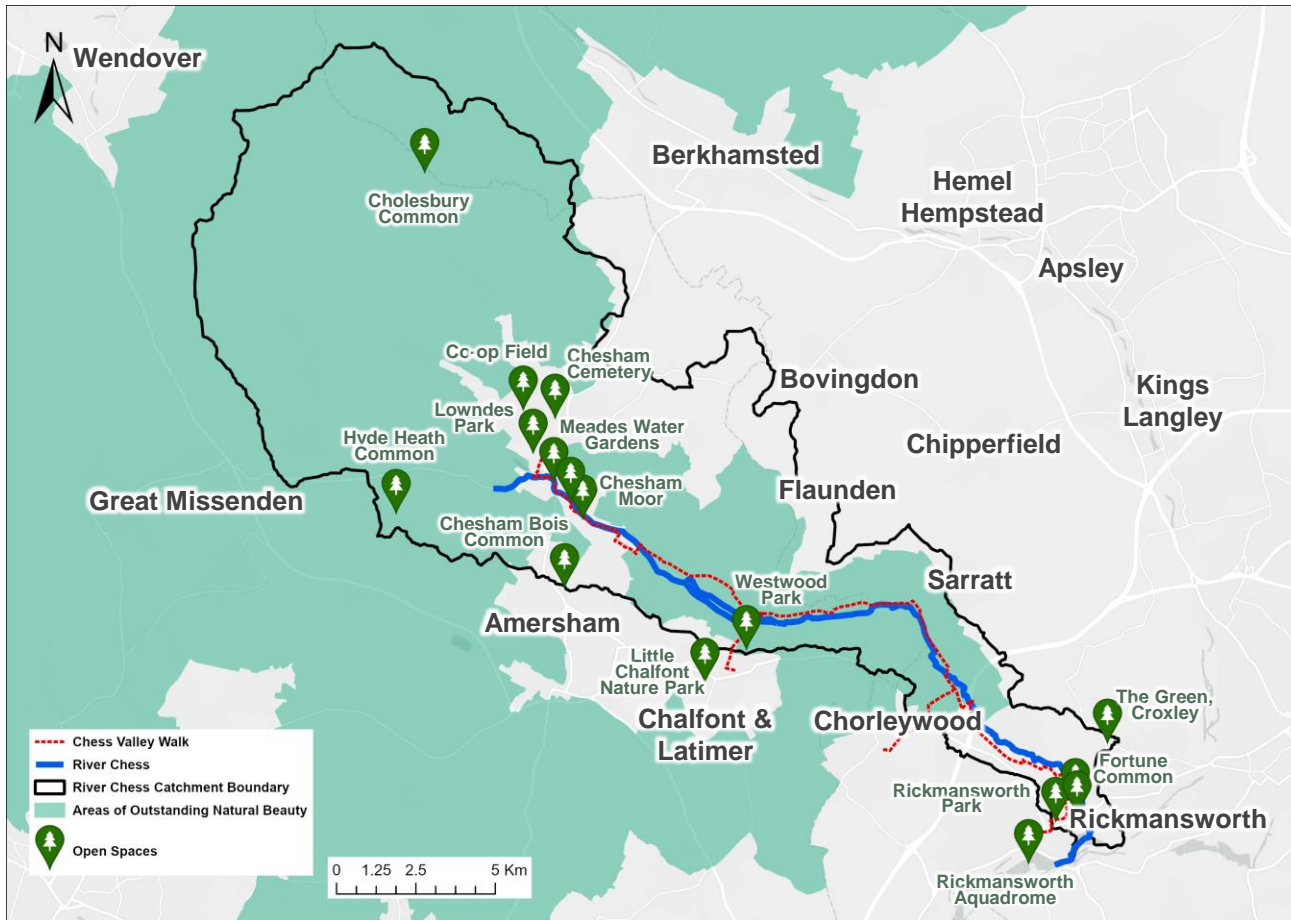 N
Wendover
Berkhamsted
Hemel
Hempstead
Cholesbury
Common
Apsley
Co-op Field
Chesham
Cemetery
Bovingdon
Kings
Langley
Lowndes
Park
Meades Water
Gardens
Chipperfield
Hyde Heath
Common
Great Missenden
Chesham
Moor
Flaunden
Chesham Bois
Common
Westwood
Park
Sarratt
Amersham
Little
Chalfont
Nature Park
Chalfont &
Latimer
Chorleywood
The Green,
Croxley
Fortune
Common
Rickmansworth
Park
Rickmansworth
Rickmansworth
Aquadrome
Chess Valley Walk
River Chess
River Chess Catchment Boundary
Areas of Outstanding Natural Beauty
Open Spaces
0 1.25 2.5 5 Km